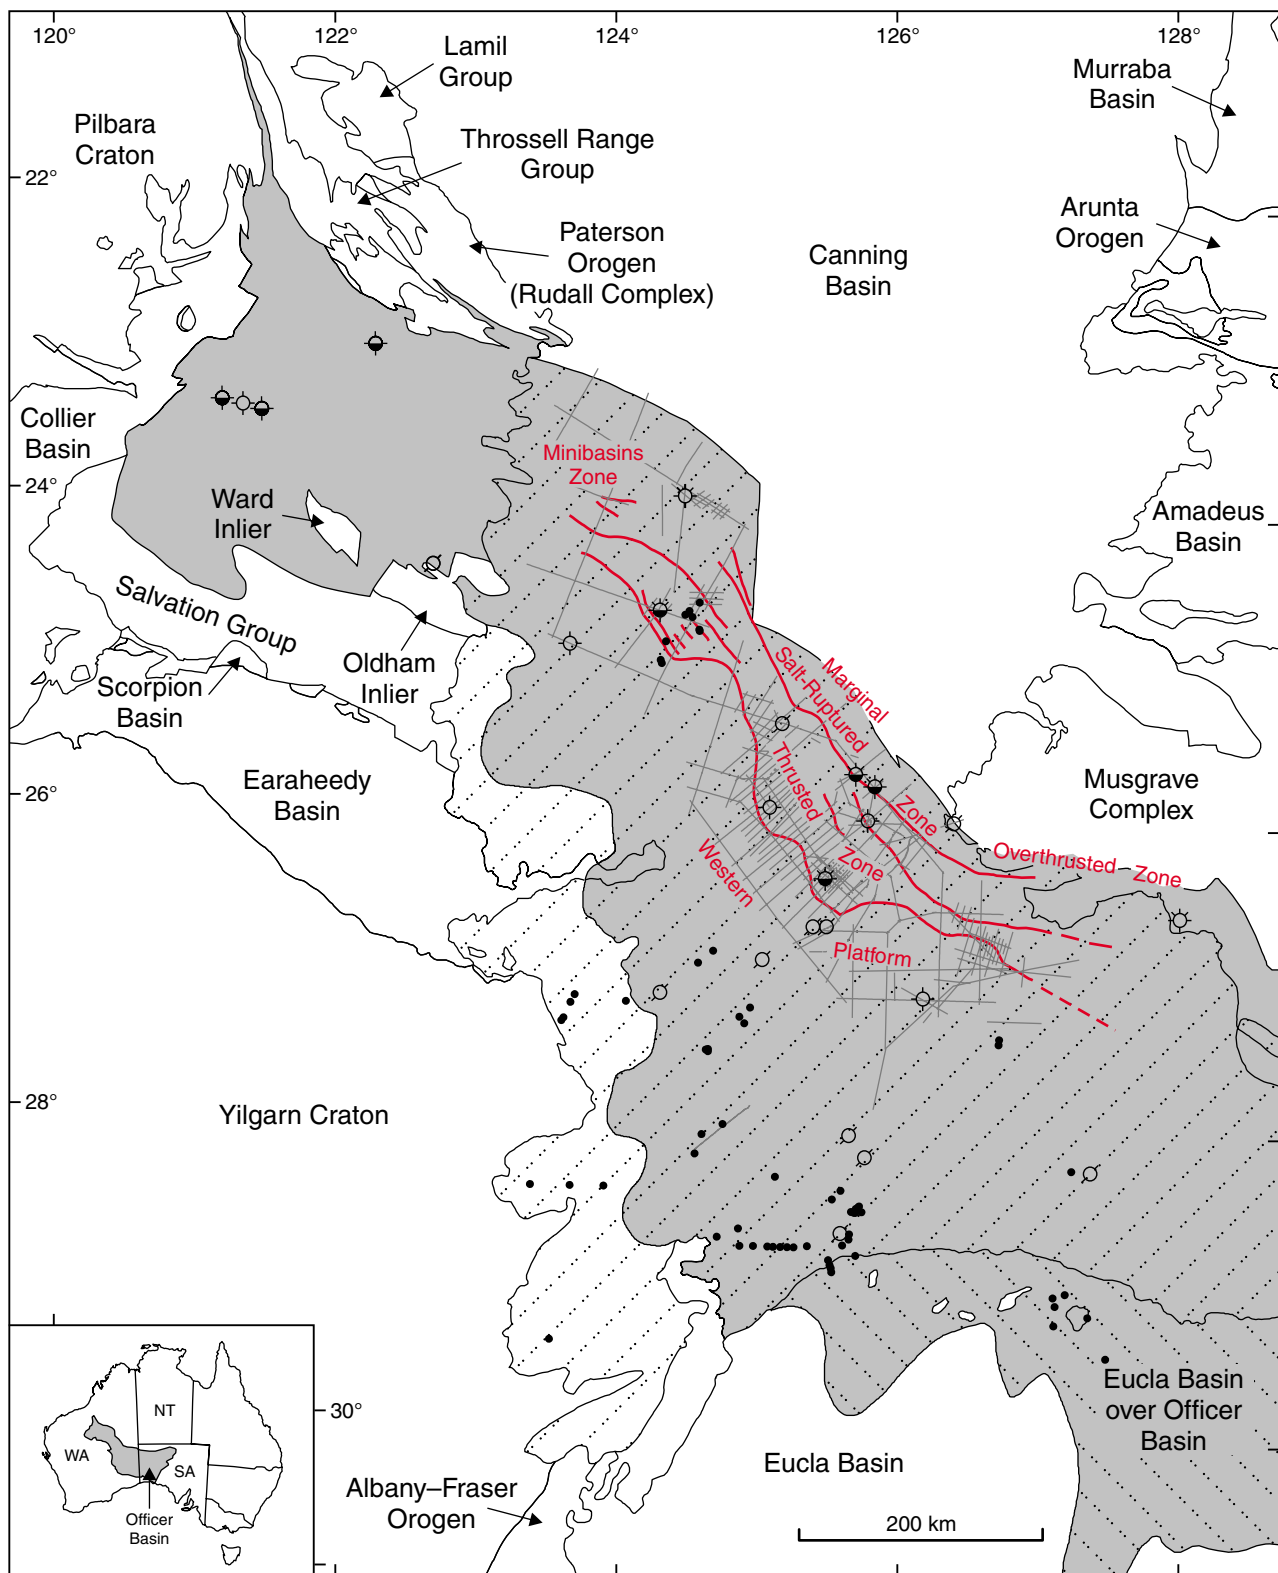 120°
122°
124°
126°
128°
Lamil
Group
Murraba
Basin
Pilbara
Craton
Throssell Range
Group
22°
Arunta
Orogen
Paterson
Orogen
(Rudall Complex)
Canning
Basin
Collier
Basin
Minibasins
Zone
24°
Ward
Inlier
Amadeus
Basin
Salvation Group
Oldham
Inlier
Scorpion
Basin
Marginal
Salt-Ruptured
Zone
Thrusted
Zone
Earaheedy
Basin
26°
Musgrave
Complex
Western
Platform
Overthrusted Zone
28°
Yilgarn Craton
30°
Eucla Basin
over Officer
Basin
Eucla Basin
Albany–Fraser
Orogen
200 km
NT
WA
SA
Officer
Basin